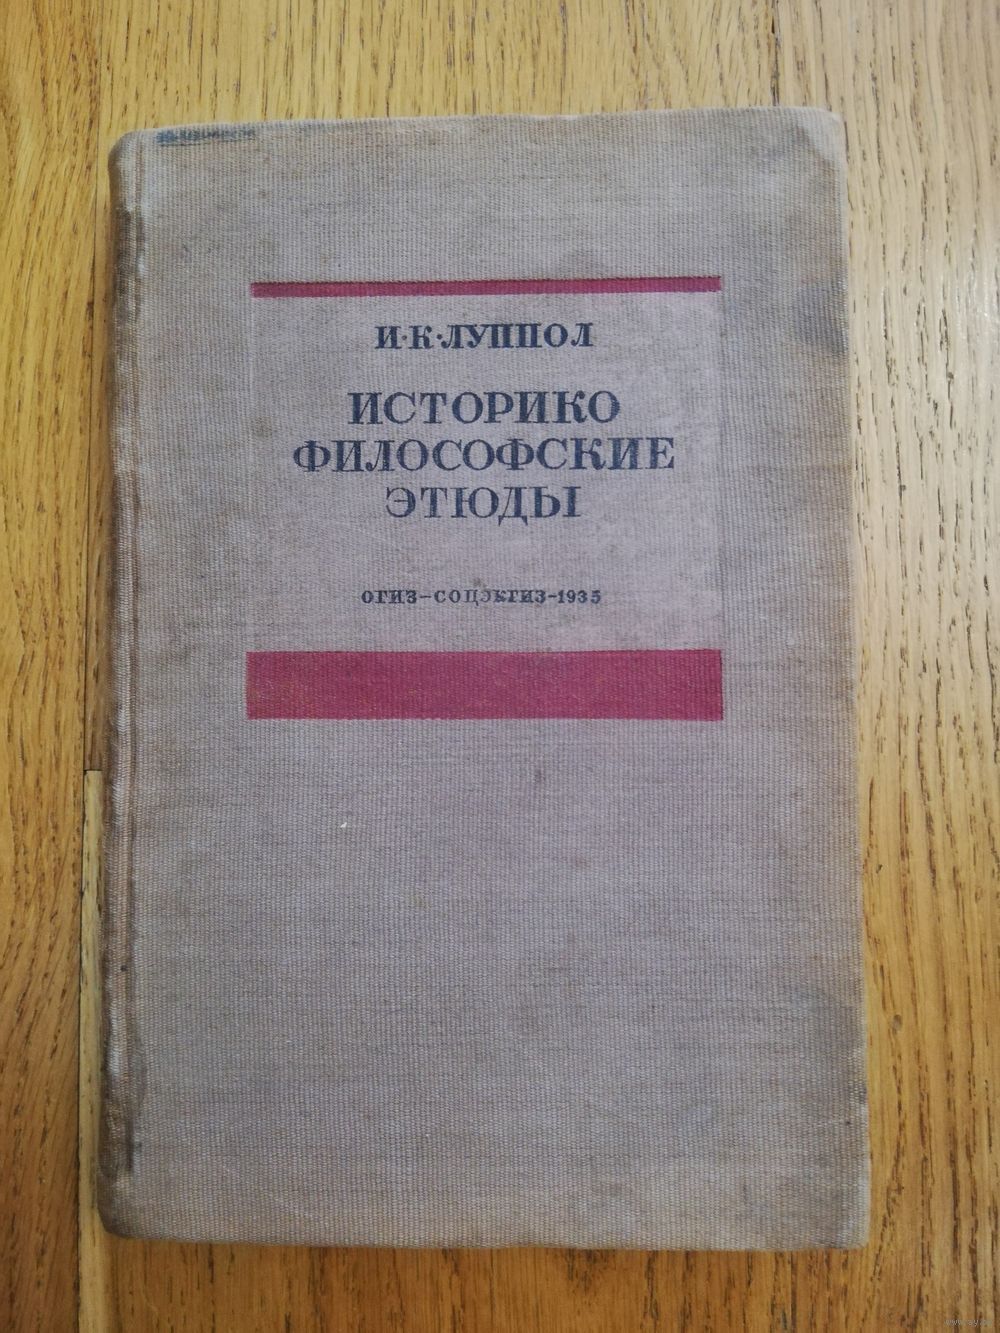 И·К·ЛУППОЛ
ИСТОРИКО
ФИЛОСОФСКИЕ
ЭТЮДЫ
ОГИЗ–СОЦЭКГИЗ–1935